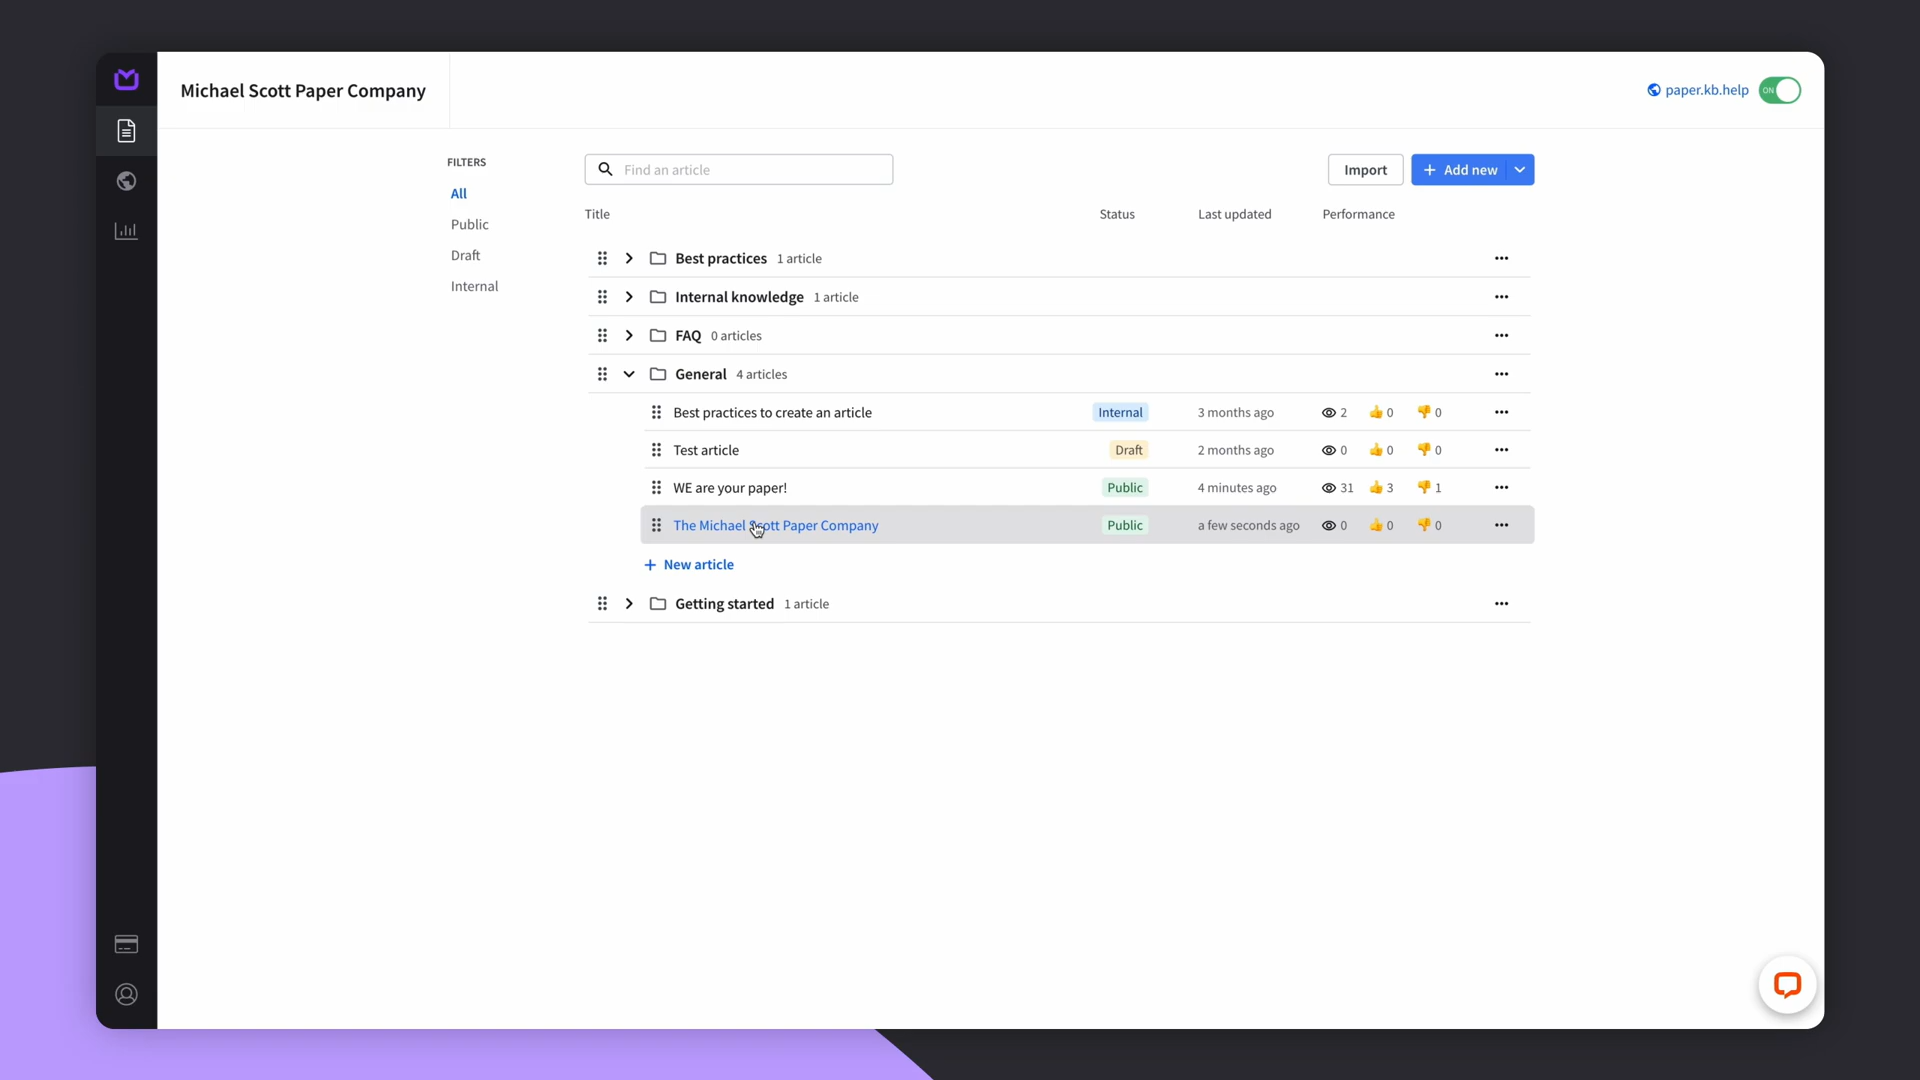 Michael Scott Paper Company
paper.kb.help
ON
FILTERS
All
Public
Draft
Internal
Find an article
Import
Add new
Title Status Last updated Performance
Best practices 1 article
Internal knowledge 1 article
FAQ 0 articles
General 4 articles
Best practices to create an article Internal 3 months ago 2 0 0
Test article Draft 2 months ago 0 0 0
WE are your paper! Public 4 minutes ago 31 3 1
The Michael Scott Paper Company Public a few seconds ago 0 0 0
+ New article
Getting started 1 article